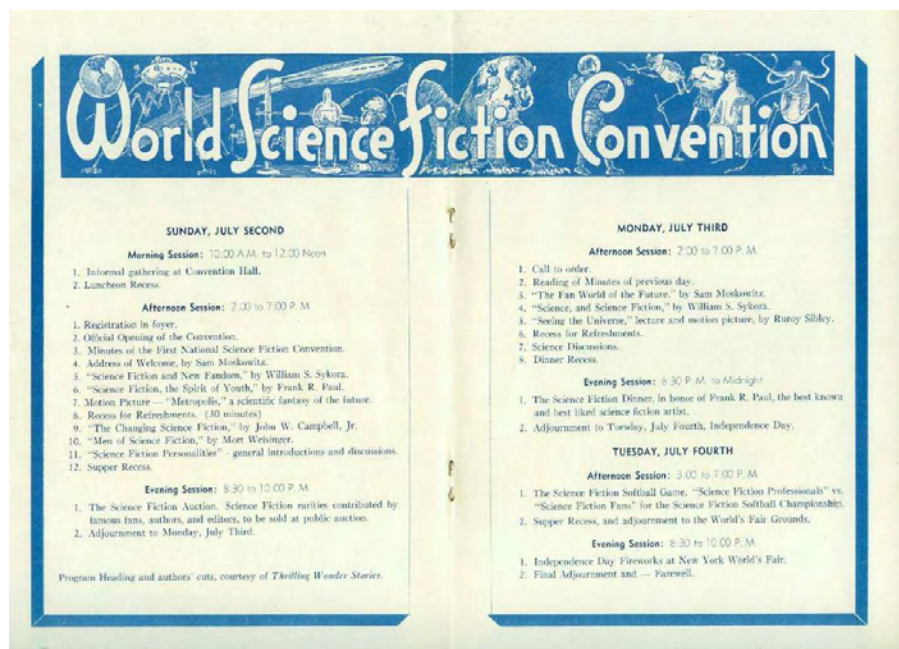 World Science Fiction Convention
SUNDAY, JULY SECOND
Morning Session: 10:00 A.M. to 12:00 Noon
1. Informal gathering at Convention Hall.
2. Luncheon Recess.
Afternoon Session: 2:00 to 7:00 P. M.
1. Registration in foyer.
2. Official Opening of the Convention.
3. Minutes of the First National Science Fiction Convention.
4. Address of Welcome, by Sam Moskowitz.
5. "Science Fiction and New Fandom," by William S. Sykora.
6. "Science Fiction, the Spirit of Youth," by Frank R. Paul.
7. Motion Picture — "Metropolis," a scientific fantasy of the future.
8. Recess for Refreshments. (30 minutes)
9. "The Changing Science Fiction," by John W. Campbell, Jr.
10. "Men of Science Fiction," by Mort Weisinger.
11. "Science Fiction Personalities" - general introductions and discussions.
12. Supper Recess.
Evening Session: 8:30 to 10:00 P. M.
1. The Science Fiction Auction. Science Fiction rarities contributed by
famous fans, authors, and editors, to be sold at public auction.
2. Adjournment to Monday, July Third.
Program Heading and authors' cuts, courtesy of Thrilling Wonder Stories.
MONDAY, JULY THIRD
Afternoon Session: 2:00 to 7:00 P. M.
1. Call to order.
2. Reading of Minutes of previous day.
3. "The Fan World of the Future." by Sam Moskowitz.
4. "Science, and Science Fiction," by William S. Sykora.
5. "Seeing the Universe," lecture and motion picture, by Ruroy Sibley.
6. Recess for Refreshments.
7. Science Discussions.
8. Dinner Recess.
Evening Session: 8:30 P. M. to Midnight
1. The Science Fiction Dinner, in honor of Frank R. Paul, the best known
and best liked science fiction artist.
2. Adjournment to Tuesday, July Fourth, Independence Day.
TUESDAY, JULY FOURTH
Afternoon Session: 3:00 to 7:00 P. M.
1. The Science Fiction Softball Game. "Science Fiction Professionals" vs.
"Science Fiction Fans" for the Science Fiction Softball Championship.
2. Supper Recess, and adjournment to the World's Fair Grounds.
Evening Session: 8:30 to 10:00 P. M.
1. Independence Day Fireworks at New York World's Fair.
2. Final Adjournment and — Farewell.